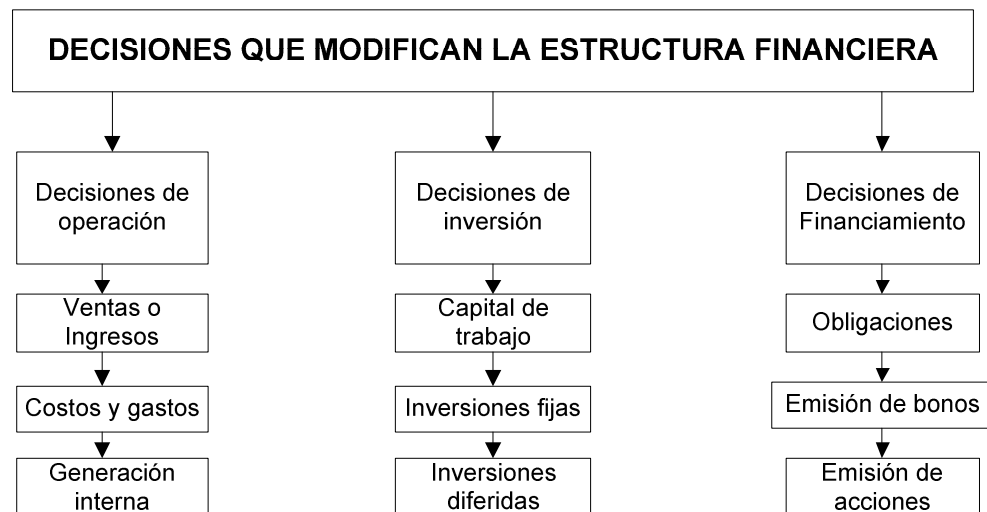 DECISIONES QUE MODIFICAN LA ESTRUCTURA FINANCIERA
Decisiones de
operación
Ventas o
Ingresos
Costos y gastos
Generación
interna
Decisiones de
inversión
Capital de
trabajo
Inversiones fijas
Inversiones
diferidas
Decisiones de
Financiamiento
Obligaciones
Emisión de bonos
Emisión de
acciones